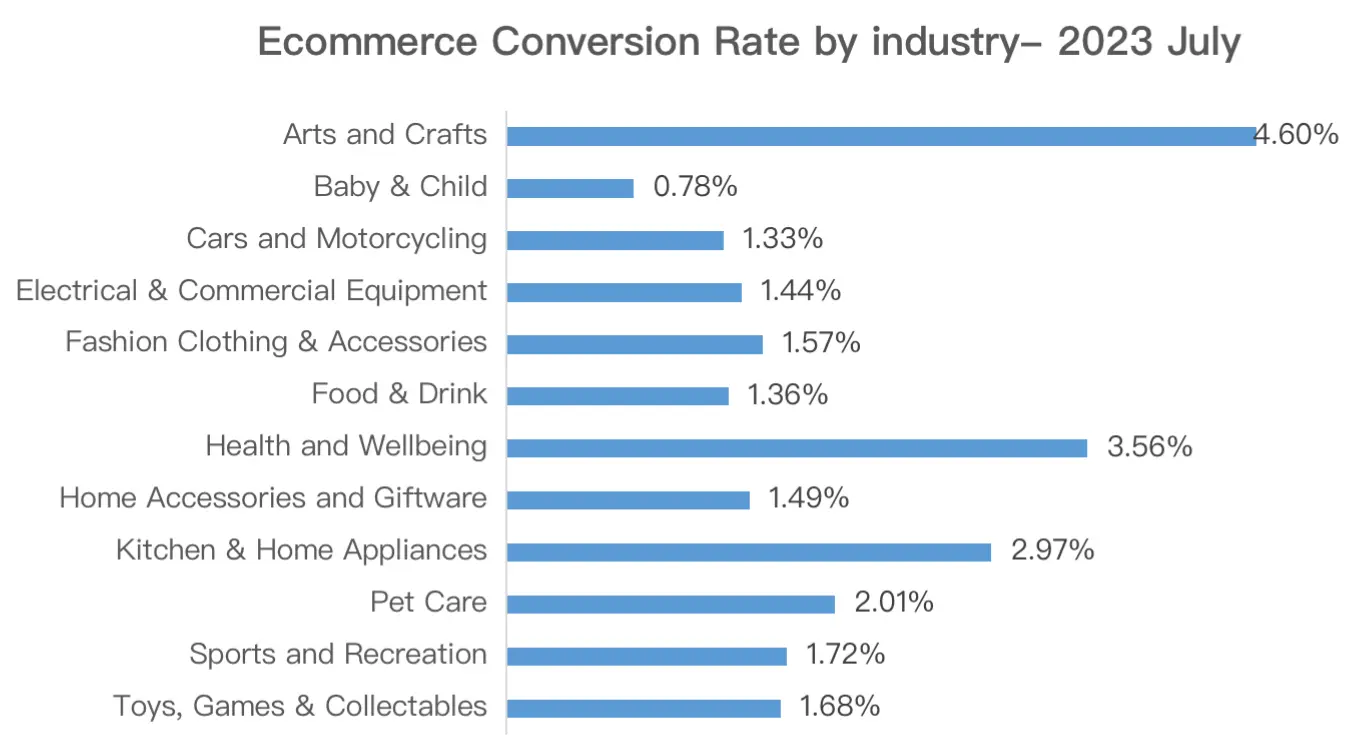 Ecommerce Conversion Rate by industry- 2023 July
Arts and Crafts 4.60%
Baby & Child 0.78%
Cars and Motorcycling 1.33%
Electrical & Commercial Equipment 1.44%
Fashion Clothing & Accessories 1.57%
Food & Drink 1.36%
Health and Wellbeing 3.56%
Home Accessories and Giftware 1.49%
Kitchen & Home Appliances 2.97%
Pet Care 2.01%
Sports and Recreation 1.72%
Toys, Games & Collectables 1.68%